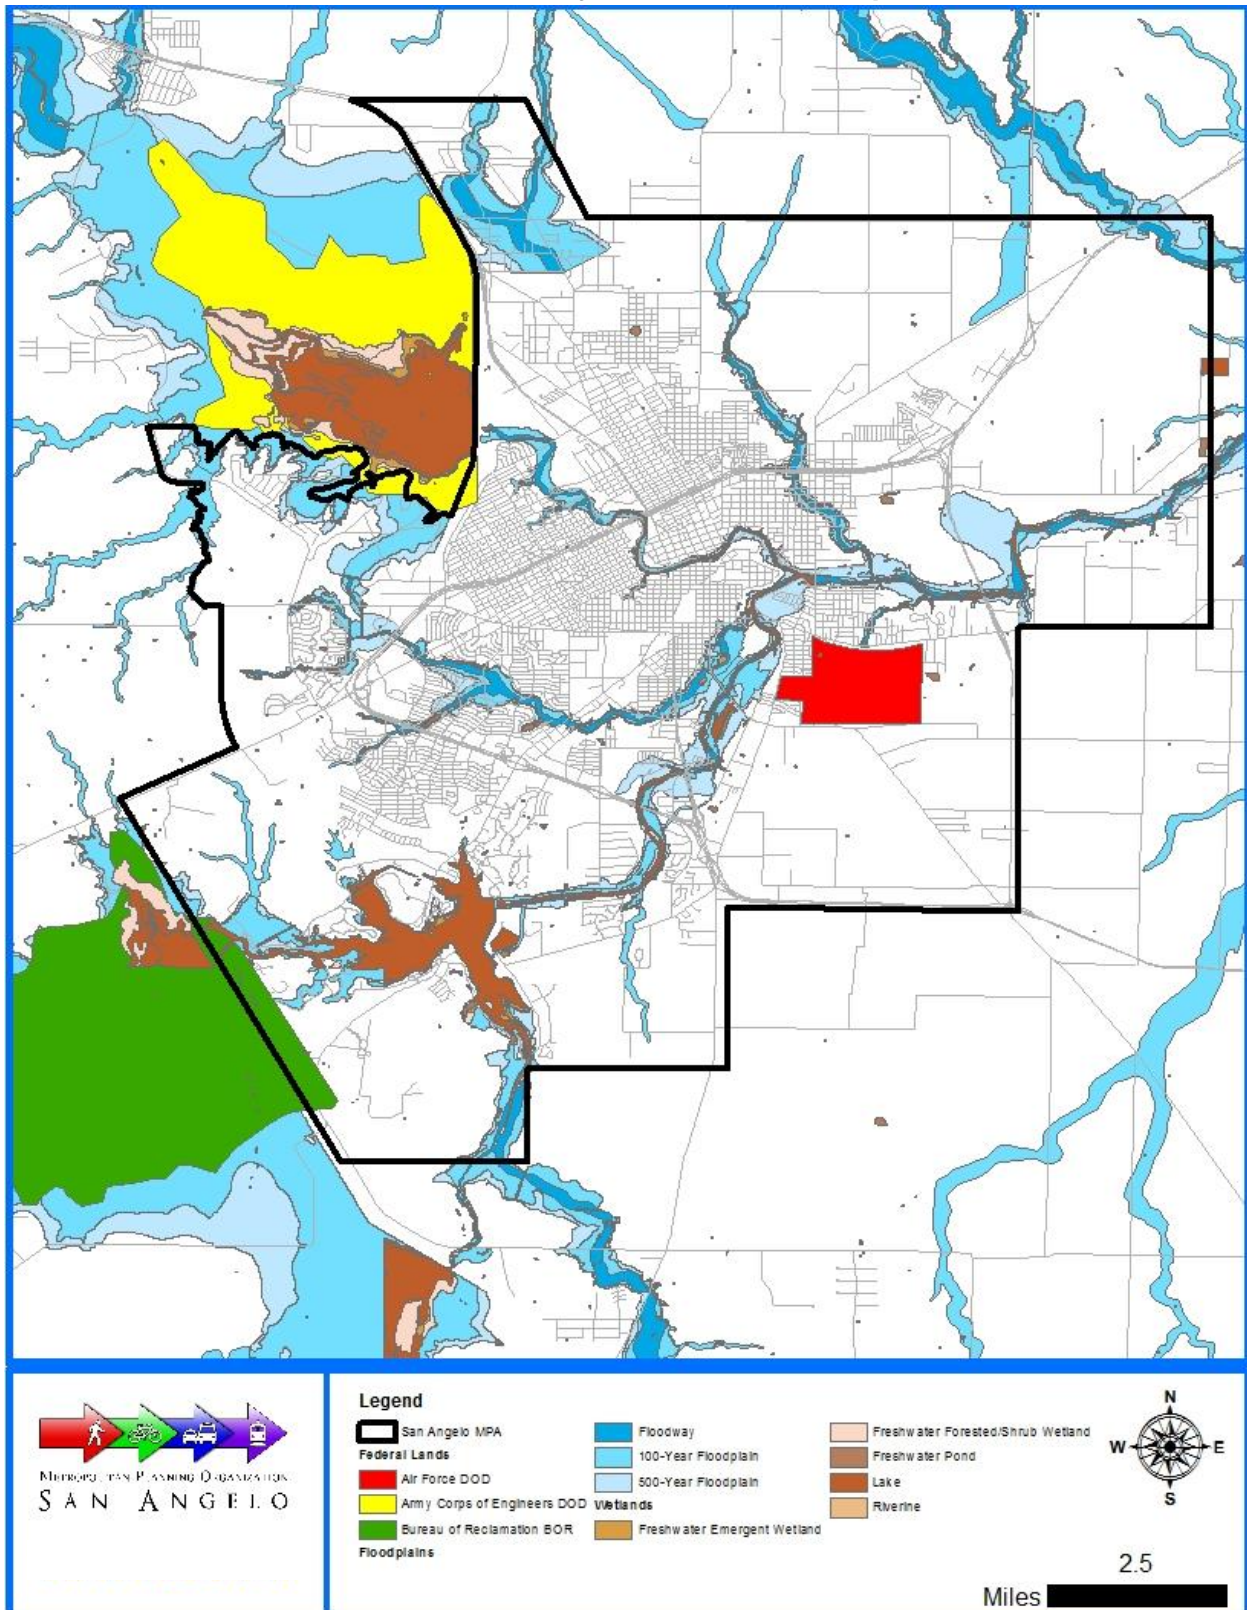 METROPOLITAN PLANNING ORGANIZATION
SAN ANGELO
Legend
San Angelo MPA
Federal Lands
Air Force DOD
Army Corps of Engineers DOD
Bureau of Reclamation BOR
Floodplains
Floodway
100-Year Floodplain
500-Year Floodplain
Wetlands
Freshwater Emergent Wetland
Freshwater Forested/Shrub Wetland
Freshwater Pond
Lake
Riverine
N
W E
S
2.5
Miles